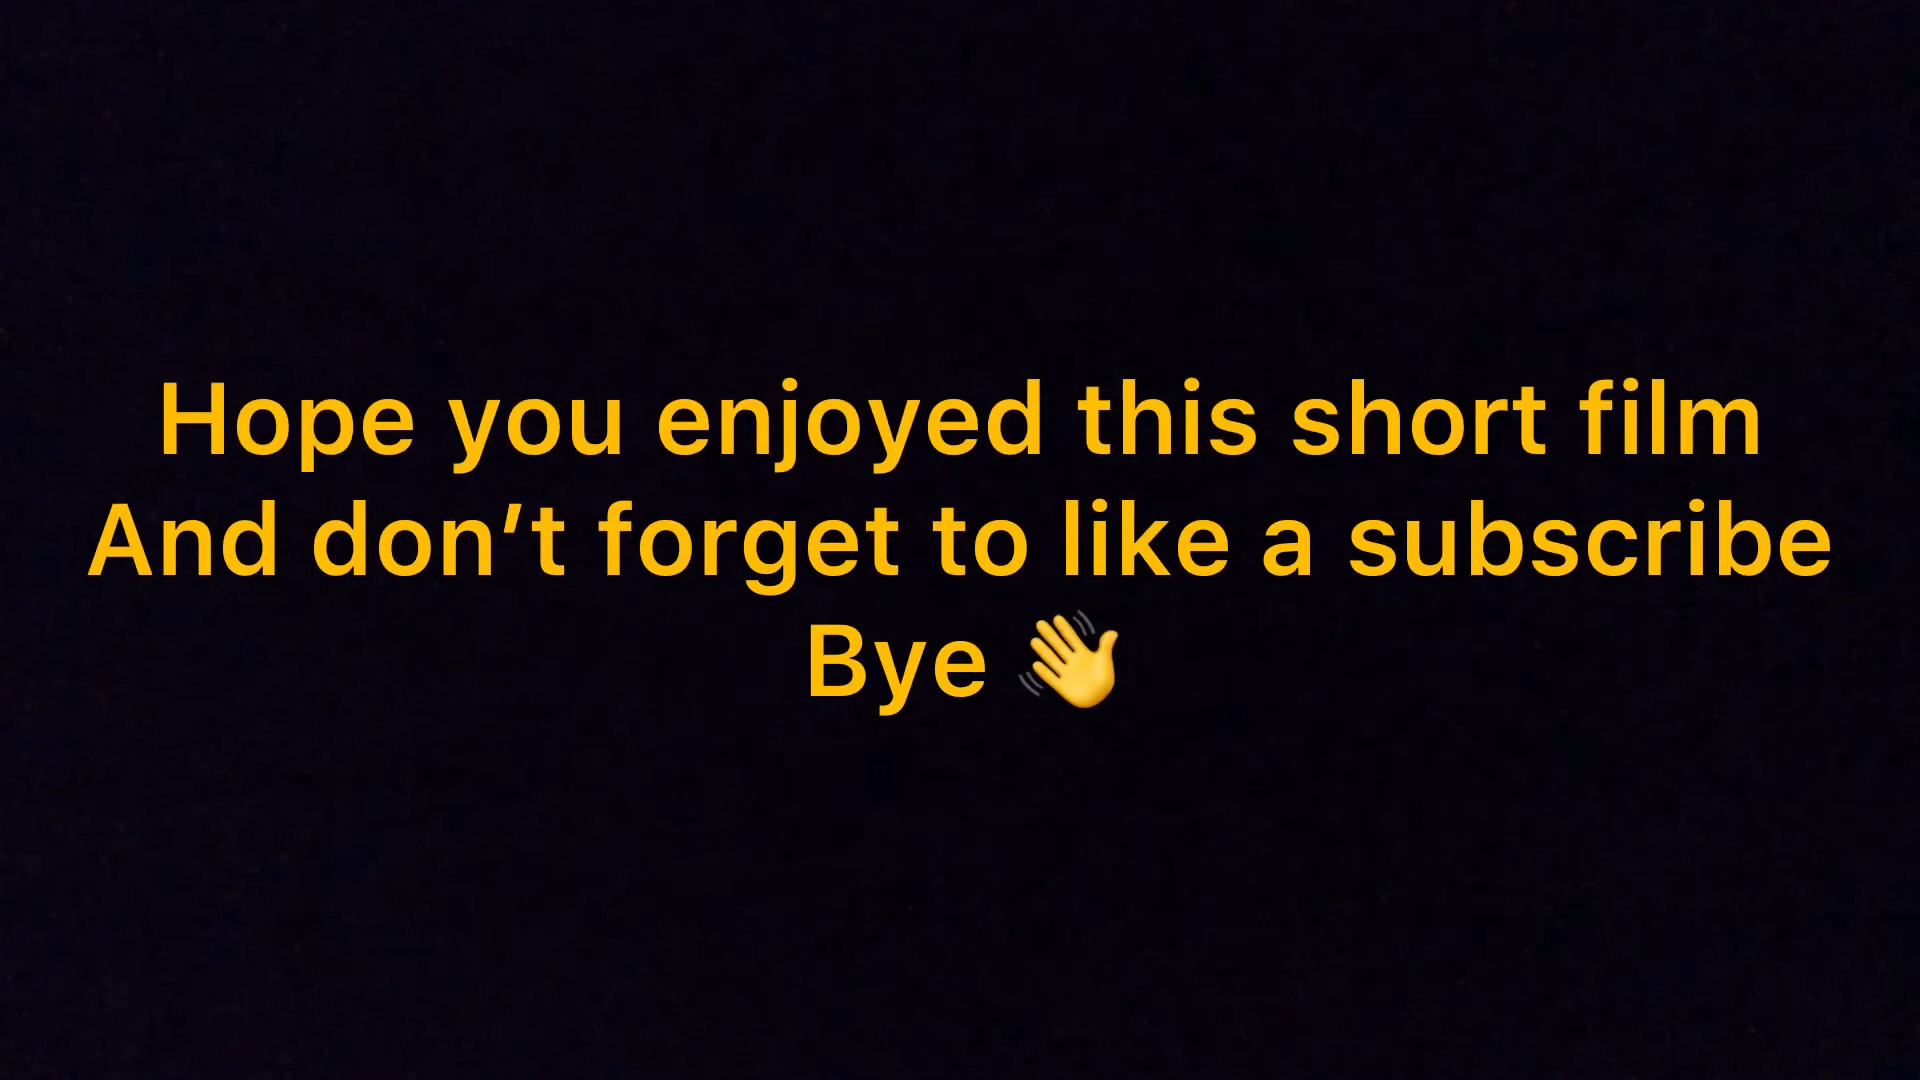 Hope you enjoyed this short film
And don’t forget to like a subscribe
Bye 👋